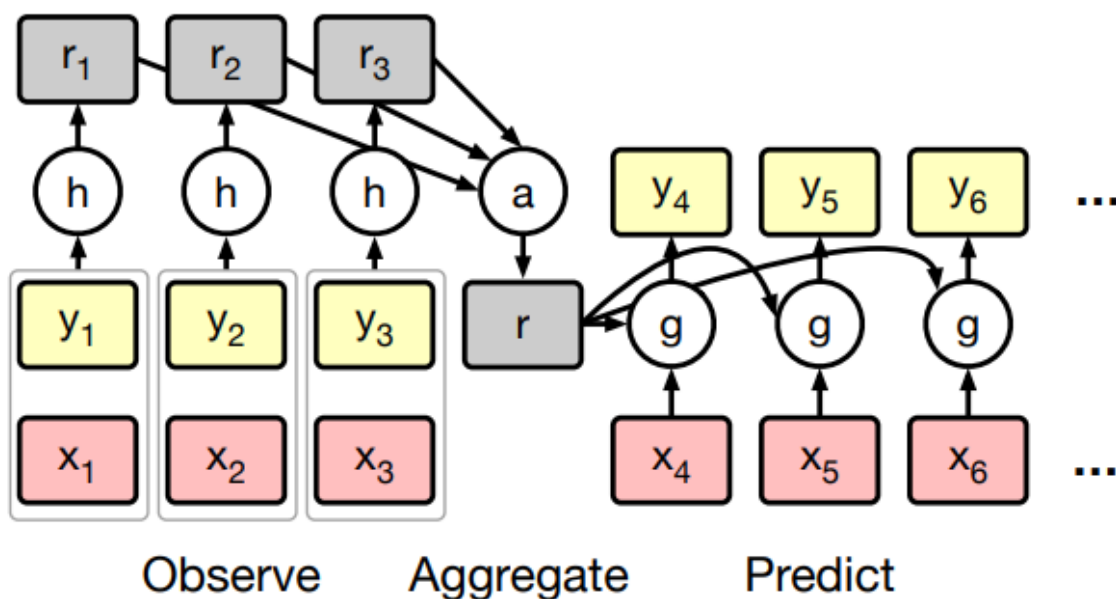 r₁ r₂ r₃
h h h a
y₄ y₅ y₆ ...
y₁ y₂ y₃ r g g g
x₁ x₂ x₃ x₄ x₅ x₆ ...
Observe Aggregate Predict